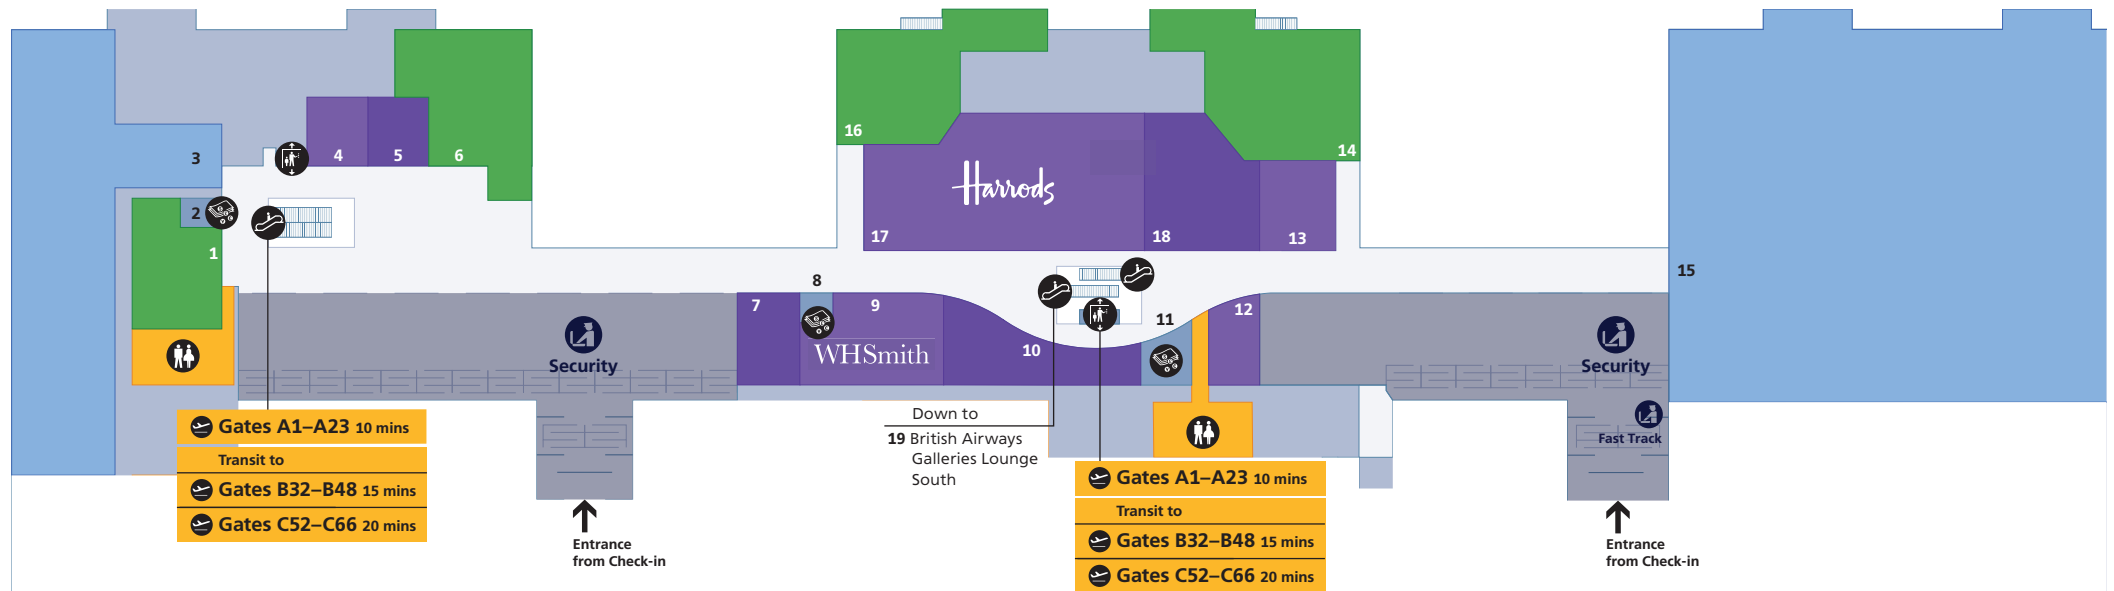 16
14
3
4
5
6
Harrods
2
1
17
18
13
15
8
7
9
11
12
10
WHSmith
Security
Security
Fast Track
Gates A1–A23 10 mins
Transit to
Gates B32–B48 15 mins
Gates C52–C66 20 mins
Down to
19 British Airways
Galleries Lounge
South
Gates A1–A23 10 mins
Transit to
Gates B32–B48 15 mins
Gates C52–C66 20 mins
Entrance
from Check-in
Entrance
from Check-in